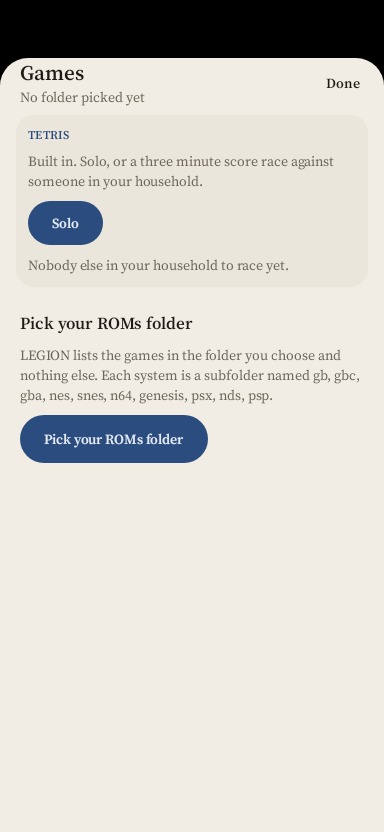 Games
Done
No folder picked yet
TETRIS
Built in. Solo, or a three minute score race against
someone in your household.
Solo
Nobody else in your household to race yet.
Pick your ROMs folder
LEGION lists the games in the folder you choose and
nothing else. Each system is a subfolder named gb, gbc,
gba, nes, snes, n64, genesis, psx, nds, psp.
Pick your ROMs folder